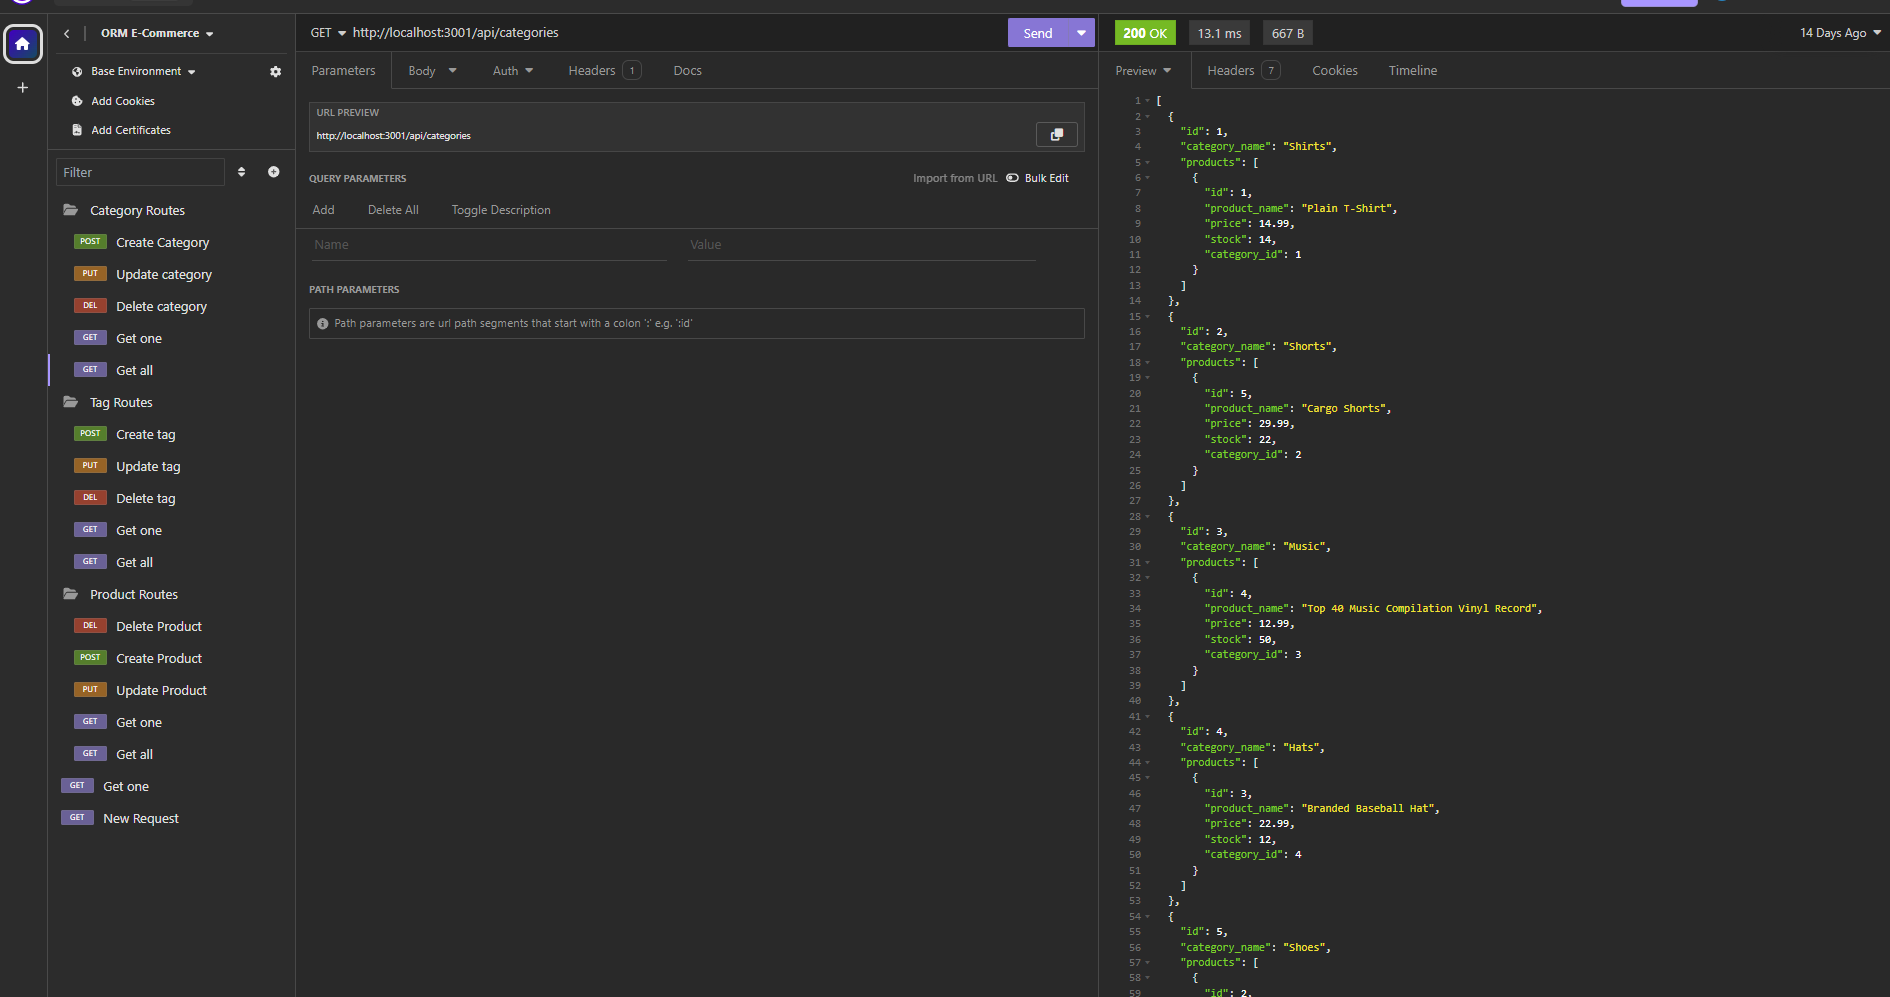 ORM E-Commerce
Base Environment
Add Cookies
Add Certificates
Filter
Category Routes
POST Create Category
PUT Update category
DEL Delete category
GET Get one
GET Get all
Tag Routes
POST Create tag
PUT Update tag
DEL Delete tag
GET Get one
GET Get all
Product Routes
DEL Delete Product
POST Create Product
PUT Update Product
GET Get one
GET Get all
GET Get one
GET New Request
GET http://localhost:3001/api/categories Send
Parameters Body Auth Headers 1 Docs
URL PREVIEW
http://localhost:3001/api/categories
QUERY PARAMETERS Import from URL Bulk Edit
Add Delete All Toggle Description
Name Value
PATH PARAMETERS
Path parameters are url path segments that start with a colon ':' e.g. ':id'
200 OK 13.1 ms 667 B 14 Days Ago
Preview Headers 7 Cookies Timeline
1 [
2 {
3 "id": 1,
4 "category_name": "Shirts",
5 "products": [
6 {
7 "id": 1,
8 "product_name": "Plain T-Shirt",
9 "price": 14.99,
10 "stock": 14,
11 "category_id": 1
12 }
13 ]
14 },
15 {
16 "id": 2,
17 "category_name": "Shorts",
18 "products": [
19 {
20 "id": 5,
21 "product_name": "Cargo Shorts",
22 "price": 29.99,
23 "stock": 22,
24 "category_id": 2
25 }
26 ]
27 },
28 {
29 "id": 3,
30 "category_name": "Music",
31 "products": [
32 {
33 "id": 4,
34 "product_name": "Top 40 Music Compilation Vinyl Record",
35 "price": 12.99,
36 "stock": 50,
37 "category_id": 3
38 }
39 ]
40 },
41 {
42 "id": 4,
43 "category_name": "Hats",
44 "products": [
45 {
46 "id": 3,
47 "product_name": "Branded Baseball Hat",
48 "price": 22.99,
49 "stock": 12,
50 "category_id": 4
51 }
52 ]
53 },
54 {
55 "id": 5,
56 "category_name": "Shoes",
57 "products": [
58 {
59 "id": 2,